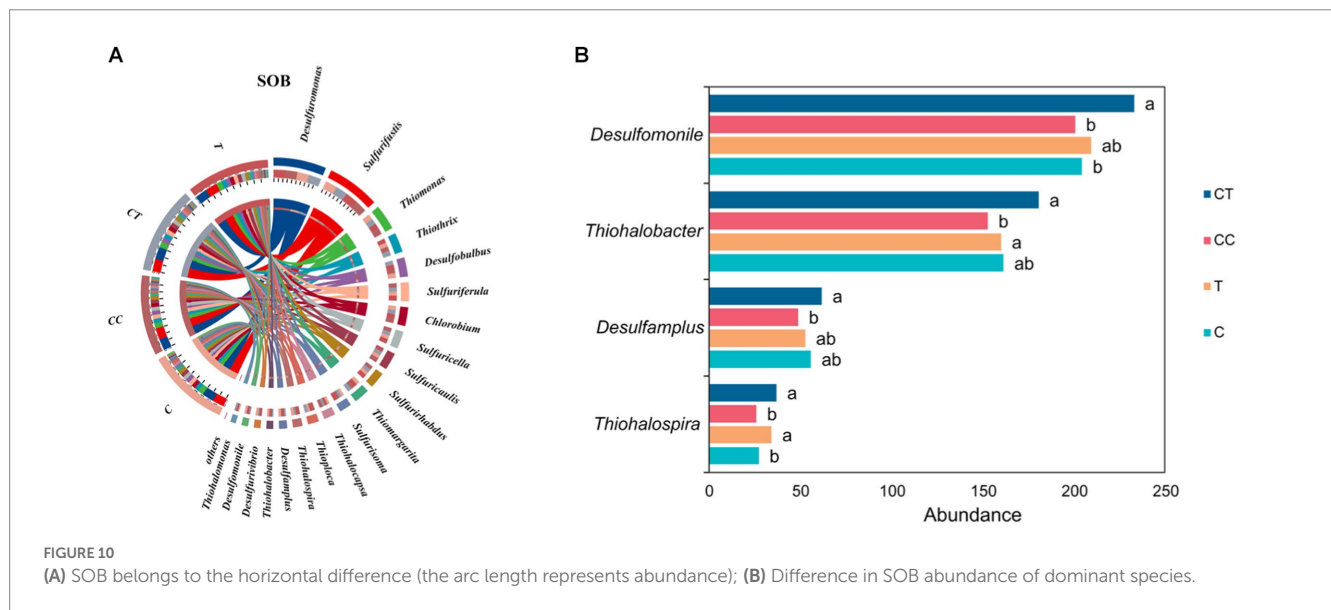 A
SOB
Desulfuromonas
Sulfurifustis
Thiomonas
Thiothrix
Desulfobulbus
Sulfuriferula
Chlorobium
Sulfuricella
Sulfuricaulis
Sulfurirhabdus
Thiomargarita
Sulfurisoma
Thiohalocapsa
Thioploca
Thiohalospira
Desulfamplus
Thiohalobacter
Desulfurivibrio
Desulfomonile
Thiohalomonas
others
C
CC
CT
T
B
Desulfomonile
a
b
ab
b
Thiohalobacter
a
b
a
ab
Desulfamplus
a
b
ab
ab
Thiohalospira
a
b
a
b
0 50 100 150 200 250
Abundance
CT
CC
T
C
FIGURE 10
(A) SOB belongs to the horizontal difference (the arc length represents abundance); (B) Difference in SOB abundance of dominant species.